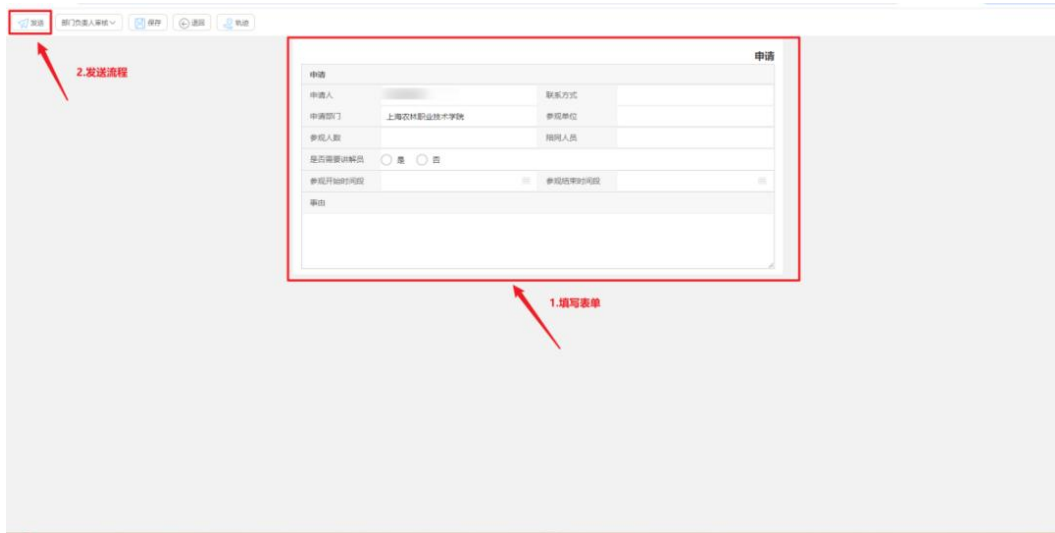 发送 部门负责人审核 保存 退回 轨迹
2.发送流程
申请
申请
申请人 联系方式
申请部门 上海农林职业技术学院 参观单位
参观人数 陪同人员
是否需要讲解员 是 否
参观开始时间段 参观结束时间段
事由
1.填写表单